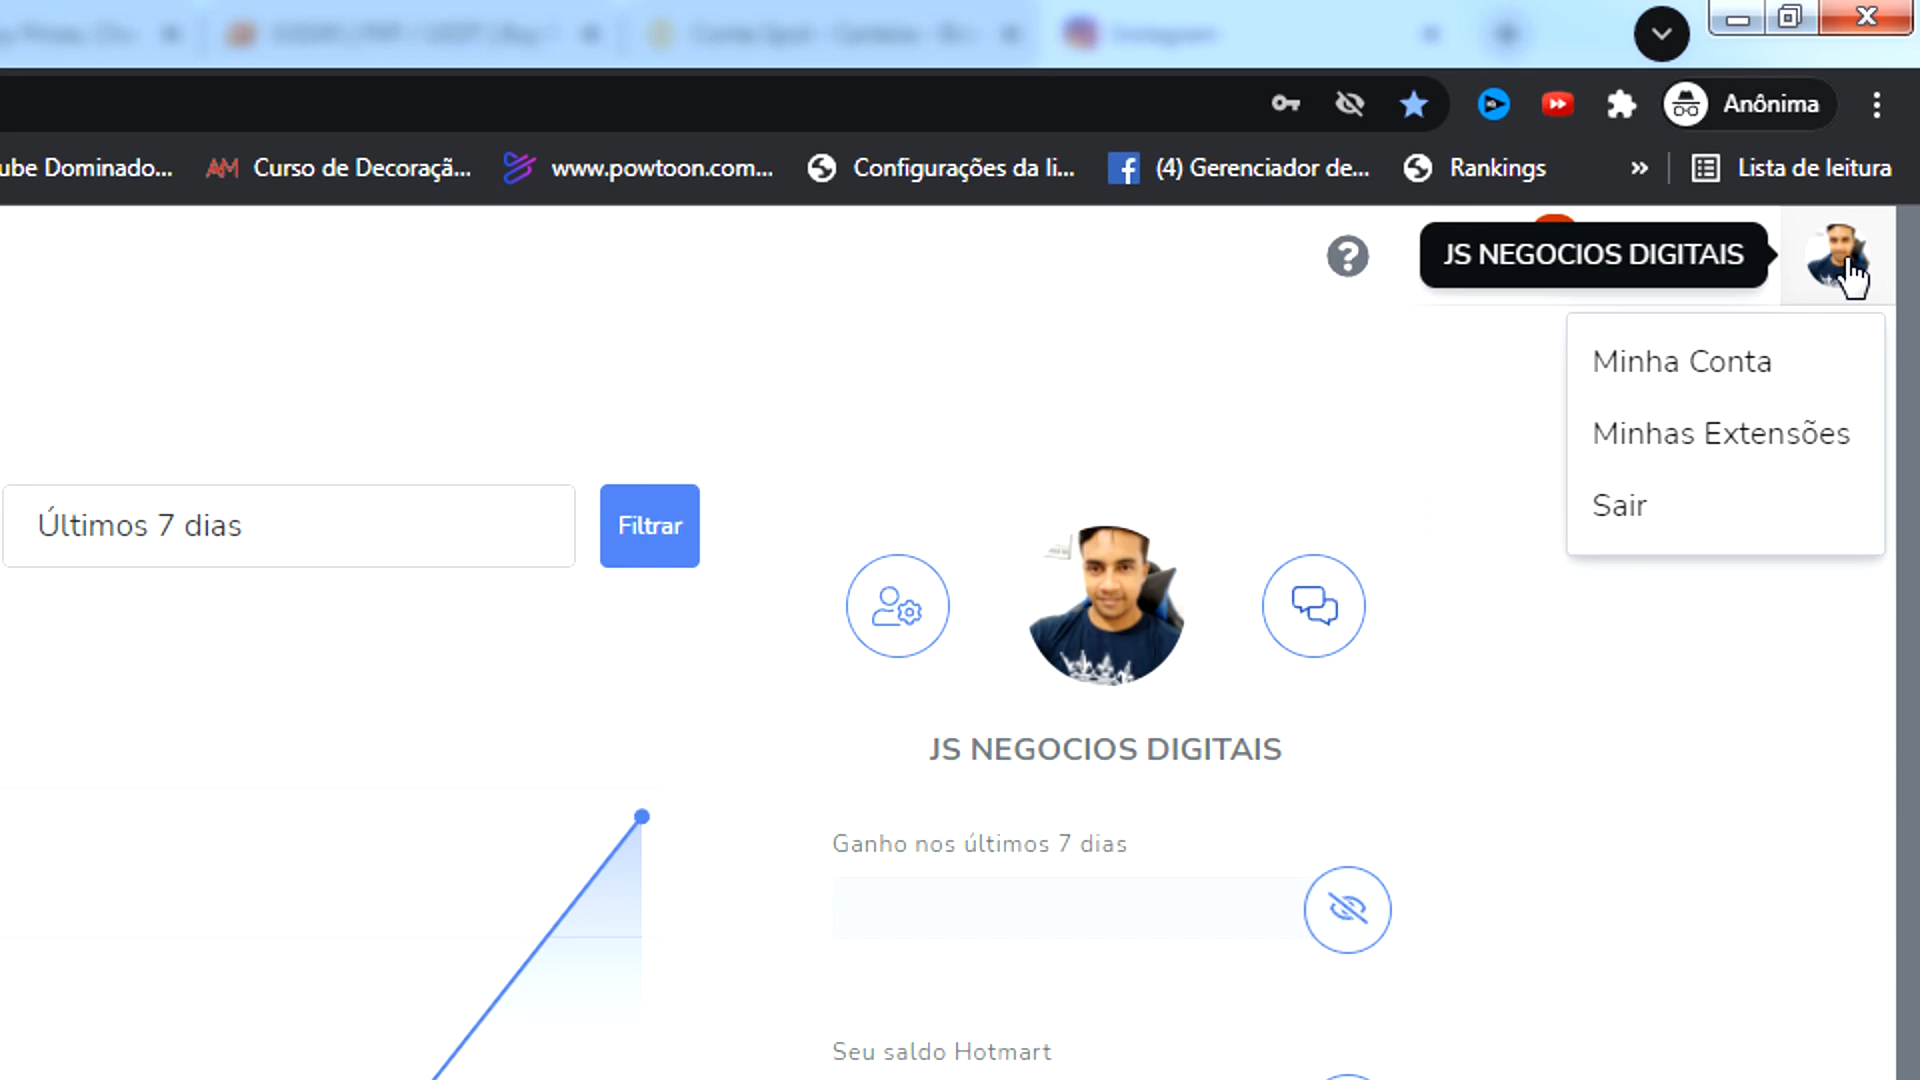 Anônima
ube Dominado...
Curso de Decoraçã...
www.powtoon.com...
Configurações da li...
(4) Gerenciador de...
Rankings
»
Lista de leitura
JS NEGOCIOS DIGITAIS
Minha Conta
Minhas Extensões
Sair
Últimos 7 dias
Filtrar
JS NEGOCIOS DIGITAIS
Ganho nos últimos 7 dias
Seu saldo Hotmart